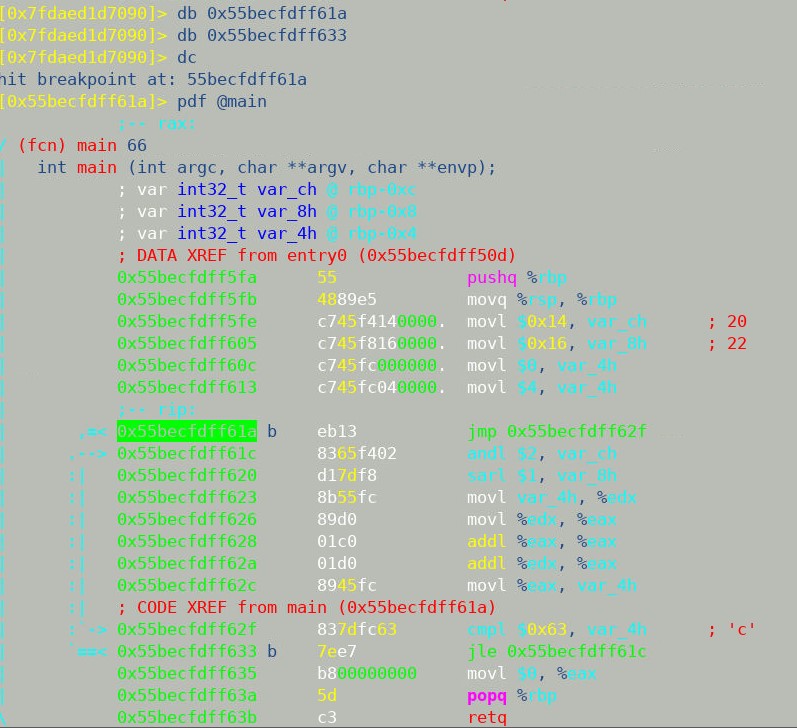 [0x7fdaed1d7090]> db 0x55becfdff61a
[0x7fdaed1d7090]> db 0x55becfdff633
[0x7fdaed1d7090]> dc
hit breakpoint at: 55becfdff61a
[0x55becfdff61a]> pdf @main
;-- rax:
/ (fcn) main 66
| int main (int argc, char **argv, char **envp);
| ; var int32_t var_ch @ rbp-0xc
| ; var int32_t var_8h @ rbp-0x8
| ; var int32_t var_4h @ rbp-0x4
| ; DATA XREF from entry0 (0x55becfdff50d)
| 0x55becfdff5fa 55 pushq %rbp
| 0x55becfdff5fb 4889e5 movq %rsp, %rbp
| 0x55becfdff5fe c745f4140000. movl $0x14, var_ch ; 20
| 0x55becfdff605 c745f8160000. movl $0x16, var_8h ; 22
| 0x55becfdff60c c745fc000000. movl $0, var_4h
| 0x55becfdff613 c745fc040000. movl $4, var_4h
| ;-- rip:
| ,=< 0x55becfdff61a b eb13 jmp 0x55becfdff62f
| .--> 0x55becfdff61c 8365f402 andl $2, var_ch
| :| 0x55becfdff620 d17df8 sarl $1, var_8h
| :| 0x55becfdff623 8b55fc movl var_4h, %edx
| :| 0x55becfdff626 89d0 movl %edx, %eax
| :| 0x55becfdff628 01c0 addl %eax, %eax
| :| 0x55becfdff62a 01d0 addl %edx, %eax
| :| 0x55becfdff62c 8945fc movl %eax, var_4h
| :| ; CODE XREF from main (0x55becfdff61a)
| :`-> 0x55becfdff62f 837dfc63 cmpl $0x63, var_4h ; 'c'
| `==< 0x55becfdff633 b 7ee7 jle 0x55becfdff61c
| 0x55becfdff635 b800000000 movl $0, %eax
| 0x55becfdff63a 5d popq %rbp
\ 0x55becfdff63b c3 retq